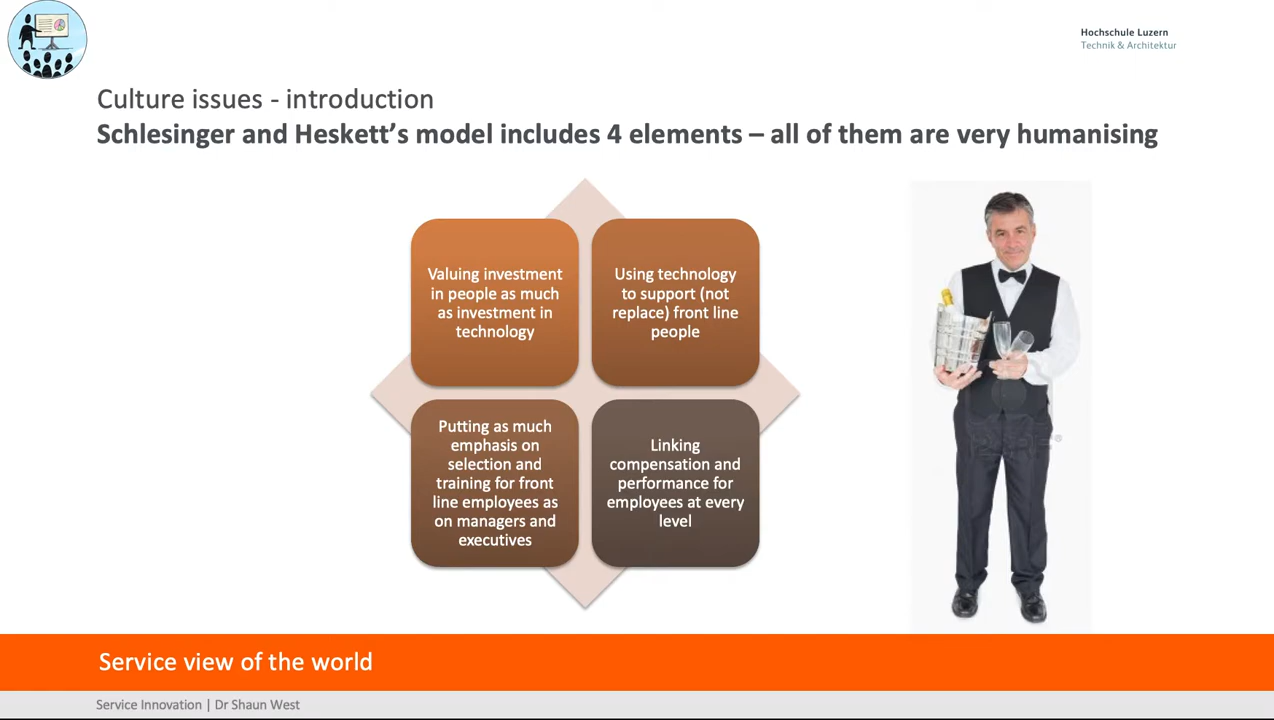 Hochschule Luzern
Technik & Architektur
Culture issues - introduction
Schlesinger and Heskett’s model includes 4 elements – all of them are very humanising
Valuing investment
in people as much
as investment in
technology
Using technology
to support (not
replace) front line
people
Putting as much
emphasis on
selection and
training for front
line employees as
on managers and
executives
Linking
compensation and
performance for
employees at every
level
Service view of the world
Service Innovation | Dr Shaun West